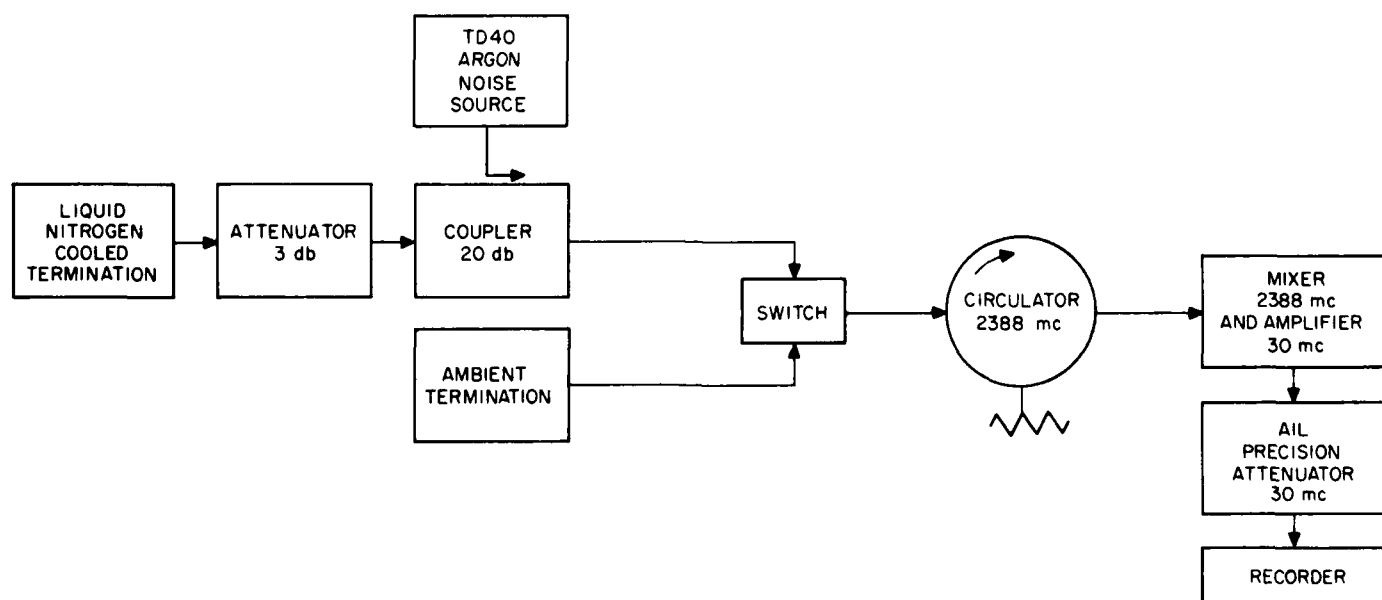 TD40
ARGON
NOISE
SOURCE
LIQUID
NITROGEN
COOLED
TERMINATION
ATTENUATOR
3 db
COUPLER
20 db
AMBIENT
TERMINATION
SWITCH
CIRCULATOR
2388 mc
MIXER
2388 mc
AND AMPLIFIER
30 mc
AIL
PRECISION
ATTENUATOR
30 mc
RECORDER